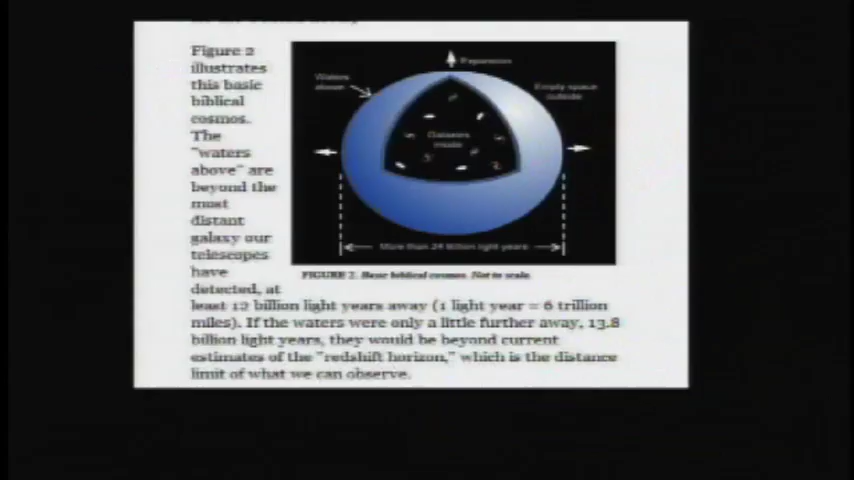 Figure 2
illustrates
this basic
biblical
cosmos.
The
"waters
above" are
beyond the
most
distant
galaxy our
telescopes
have
detected, at
least 12 billion light years away (1 light year = 6 trillion
miles). If the waters were only a little further away, 13.8
billion light years, they would be beyond current
estimates of the "redshift horizon," which is the distance
limit of what we can observe.
Expansion
Waters
above
Empty space
outside
Galaxies
inside
More than 24 billion light years
FIGURE 2. Basic biblical cosmos. Not to scale.